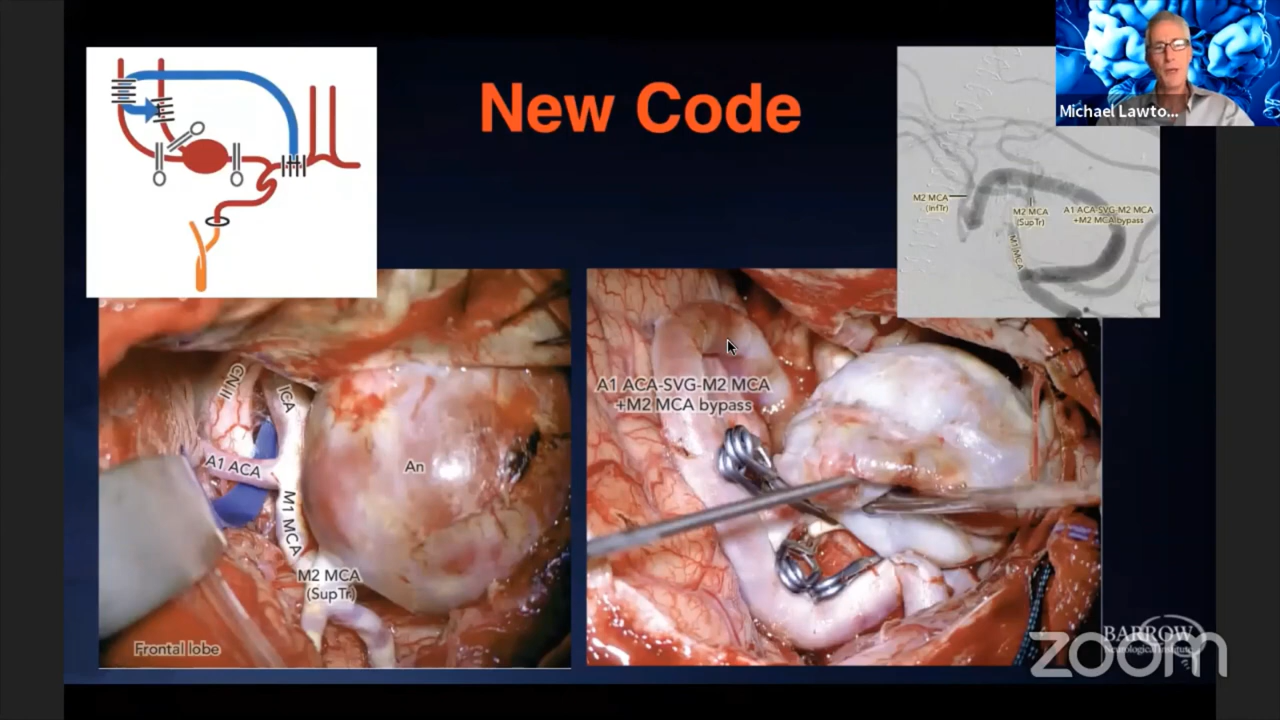 New Code
Michael Lawto...
M2 MCA
(InfTr)
M2 MCA
(SupTr)
A1 ACA-SVG-M2 MCA
+M2 MCA bypass
M1 MCA
CN II
ICA
A1 ACA
An
M1 MCA
M2 MCA
(SupTr)
Frontal lobe
A1 ACA-SVG-M2 MCA
+M2 MCA bypass
BARROW
Neurological Institute
zoom